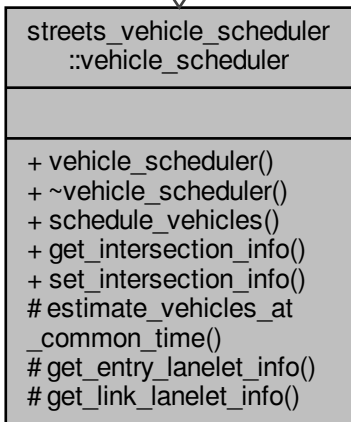 streets_vehicle_scheduler
::vehicle_scheduler
+ vehicle_scheduler()
+ ~vehicle_scheduler()
+ schedule_vehicles()
+ get_intersection_info()
+ set_intersection_info()
# estimate_vehicles_at
_common_time()
# get_entry_lanelet_info()
# get_link_lanelet_info()